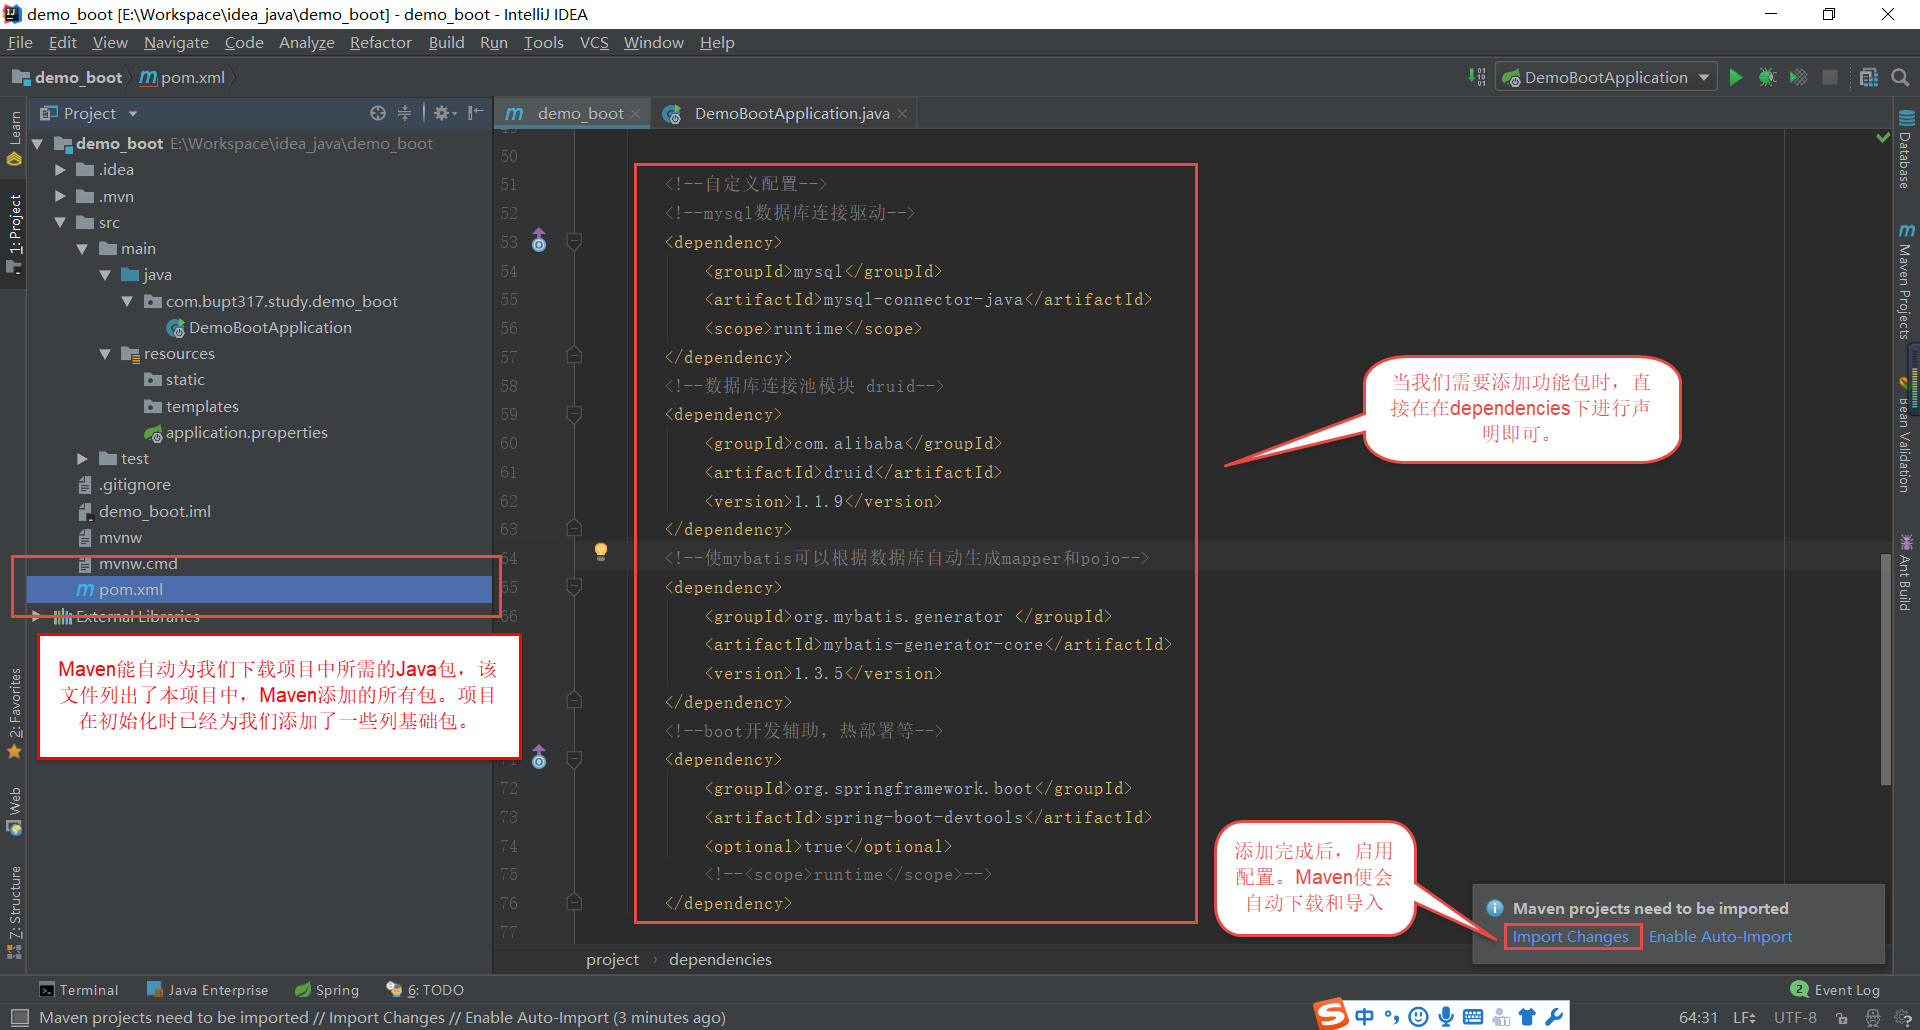 demo_boot [E:\Workspace\idea_java\demo_boot] - demo_boot - IntelliJ IDEA
File Edit View Navigate Code Analyze Refactor Build Run Tools VCS Window Help
demo_boot pom.xml
DemoBootApplication
Project
demo_boot
DemoBootApplication.java
Learn
1: Project
2: Favorites
Web
7: Structure
demo_boot E:\Workspace\idea_java\demo_boot
.idea
.mvn
src
main
java
com.bupt317.study.demo_boot
DemoBootApplication
resources
static
templates
application.properties
test
.gitignore
demo_boot.iml
mvnw
mvnw.cmd
pom.xml
External Libraries
Maven能自动为我们下载项目中所需的Java包，该
文件列出了本项目中，Maven添加的所有包。项目
在初始化时已经为我们添加了一些列基础包。
50
51 <!--自定义配置-->
52 <!--mysql数据库连接驱动-->
53 <dependency>
54 <groupId>mysql</groupId>
55 <artifactId>mysql-connector-java</artifactId>
56 <scope>runtime</scope>
57 </dependency>
58 <!--数据库连接池模块 druid-->
59 <dependency>
60 <groupId>com.alibaba</groupId>
61 <artifactId>druid</artifactId>
62 <version>1.1.9</version>
63 </dependency>
64 <!--使mybatis可以根据数据库自动生成mapper和pojo-->
65 <dependency>
66 <groupId>org.mybatis.generator </groupId>
<artifactId>mybatis-generator-core</artifactId>
<version>1.3.5</version>
</dependency>
<!--boot开发辅助，热部署等-->
<dependency>
72 <groupId>org.springframework.boot</groupId>
73 <artifactId>spring-boot-devtools</artifactId>
74 <optional>true</optional>
75 <!--<scope>runtime</scope>-->
76 </dependency>
77
当我们需要添加功能包时，直
接在在dependencies下进行声
明即可。
添加完成后，启用
配置。Maven便会
自动下载和导入
Maven projects need to be imported
Import Changes Enable Auto-Import
Database
Maven Projects
Bean Validation
Ant Build
project › dependencies
Terminal Java Enterprise Spring 6: TODO
2 Event Log
Maven projects need to be imported // Import Changes // Enable Auto-Import (3 minutes ago)
中
64:31 LF UTF-8